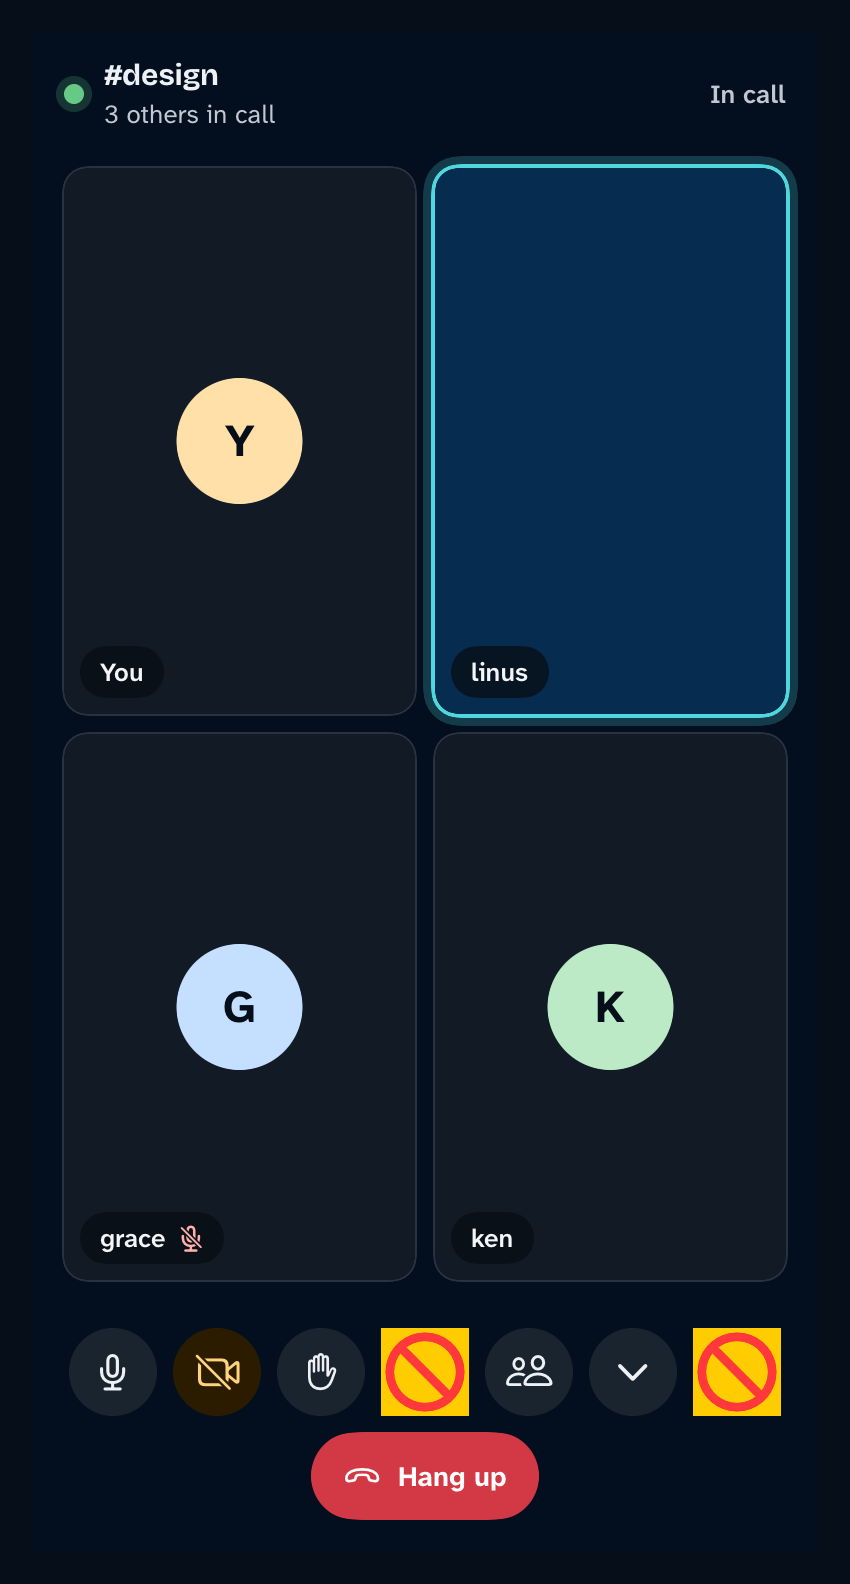 #design
3 others in call
In call
Y
You
linus
G
grace
K
ken
Hang up